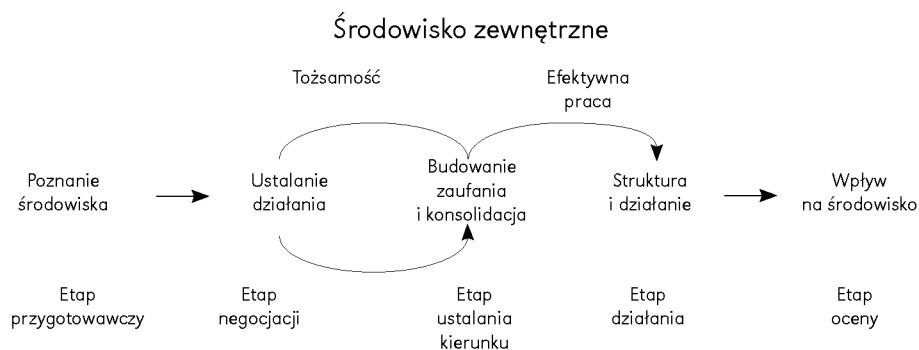 Środowisko zewnętrzne
Tożsamość
Efektywna
praca
Poznanie
środowiska
Ustalanie
działania
Budowanie
zaufania
i konsolidacja
Struktura
i działanie
Wpływ
na środowisko
Etap
przygotowawczy
Etap
negocjacji
Etap
ustalania
kierunku
Etap
działania
Etap
oceny